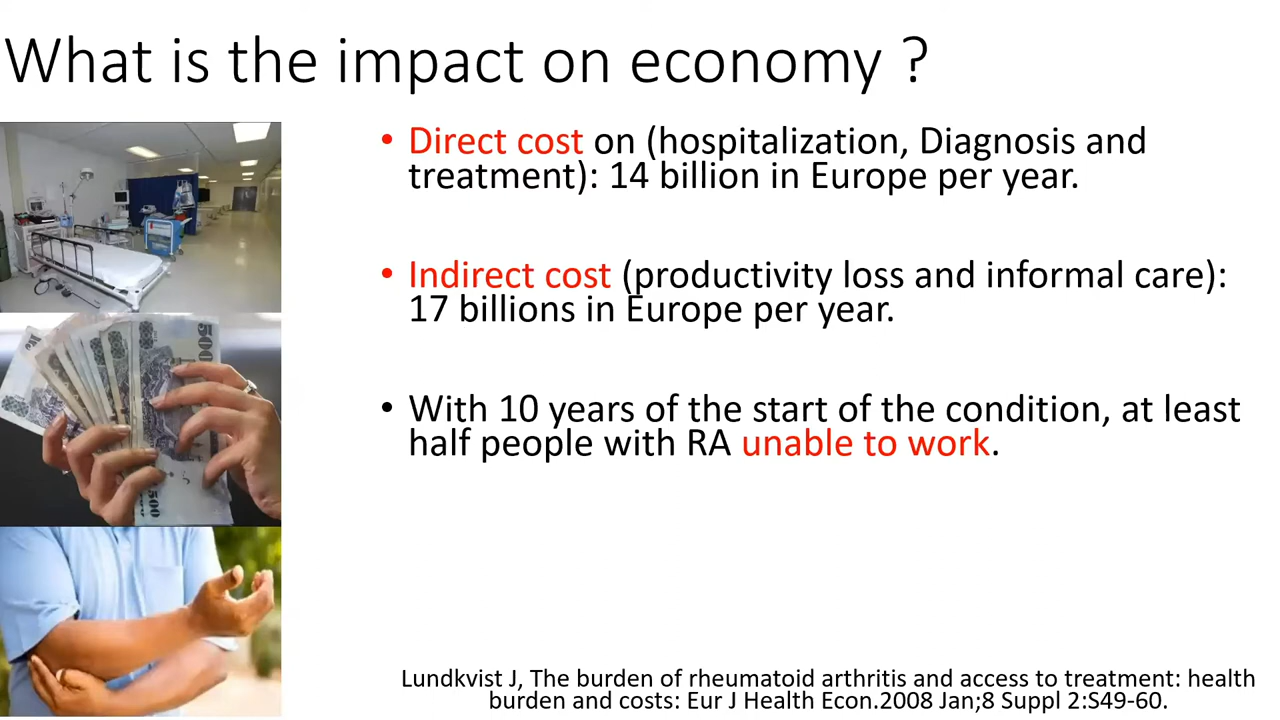 What is the impact on economy ?
• Direct cost on (hospitalization, Diagnosis and
treatment): 14 billion in Europe per year.
• Indirect cost (productivity loss and informal care):
17 billions in Europe per year.
• With 10 years of the start of the condition, at least
half people with RA unable to work.
500
500
Lundkvist J, The burden of rheumatoid arthritis and access to treatment: health
burden and costs: Eur J Health Econ.2008 Jan;8 Suppl 2:S49-60.